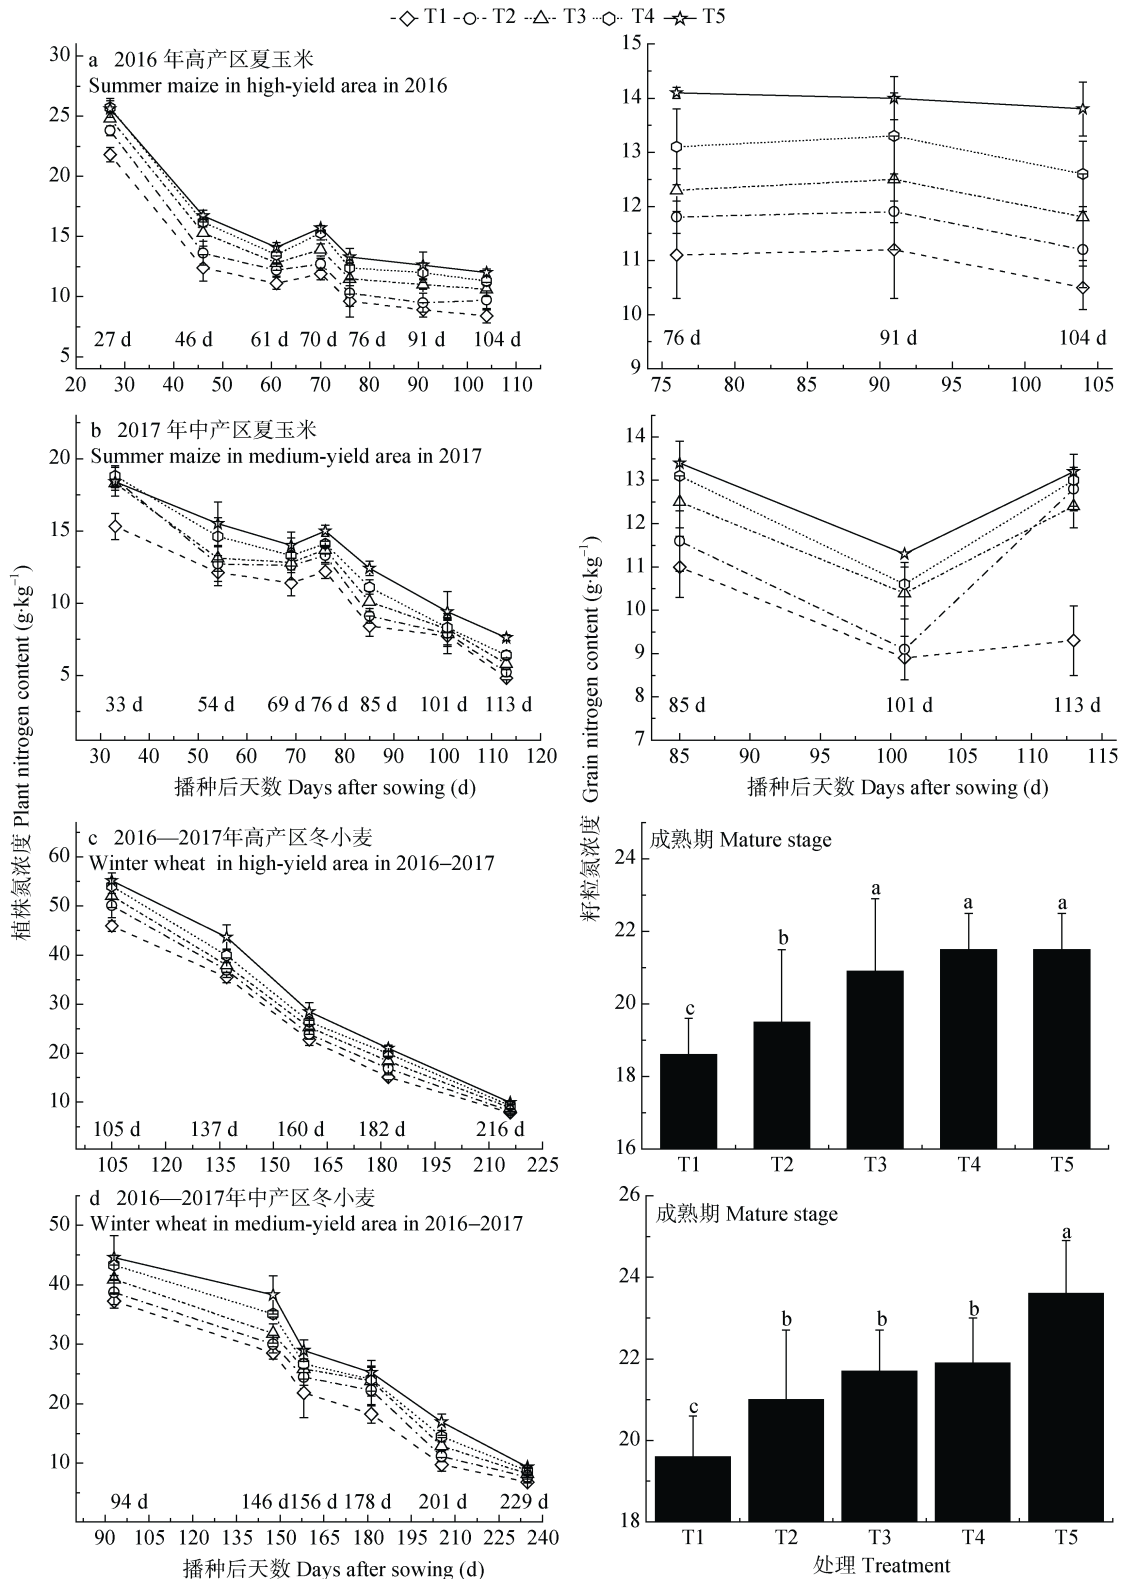 T1 T2 T3 T4 T5
a 2016 年高产区夏玉米
Summer maize in high-yield area in 2016
30
25
20
15
10
5
27 d 46 d 61 d 70 d 76 d 91 d 104 d
20 30 40 50 60 70 80 90 100 110
15
14
13
12
11
10
9
76 d 91 d 104 d
75 80 85 90 95 100 105
b 2017 年中产区夏玉米
Summer maize in medium-yield area in 2017
20
15
10
5
33 d 54 d 69 d 76 d 85 d 101 d 113 d
30 40 50 60 70 80 90 100 110 120
播种后天数 Days after sowing (d)
14
13
12
11
10
9
8
7
85 d 101 d 113 d
85 90 95 100 105 110 115
播种后天数 Days after sowing (d)
植株氮浓度 Plant nitrogen content (g·kg⁻¹)
籽粒氮浓度 Grain nitrogen content (g·kg⁻¹)
c 2016—2017年高产区冬小麦
Winter wheat in high-yield area in 2016–2017
60
50
40
30
20
10
105 d 137 d 160 d 182 d 216 d
105 120 135 150 165 180 195 210 225
成熟期 Mature stage
24
22
20
18
16
c b a a a
T1 T2 T3 T4 T5
d 2016—2017年中产区冬小麦
Winter wheat in medium-yield area in 2016–2017
50
40
30
20
10
94 d 146 d 156 d 178 d 201 d 229 d
90 105 120 135 150 165 180 195 210 225 240
播种后天数 Days after sowing (d)
成熟期 Mature stage
26
24
22
20
18
c b b b a
T1 T2 T3 T4 T5
处理 Treatment